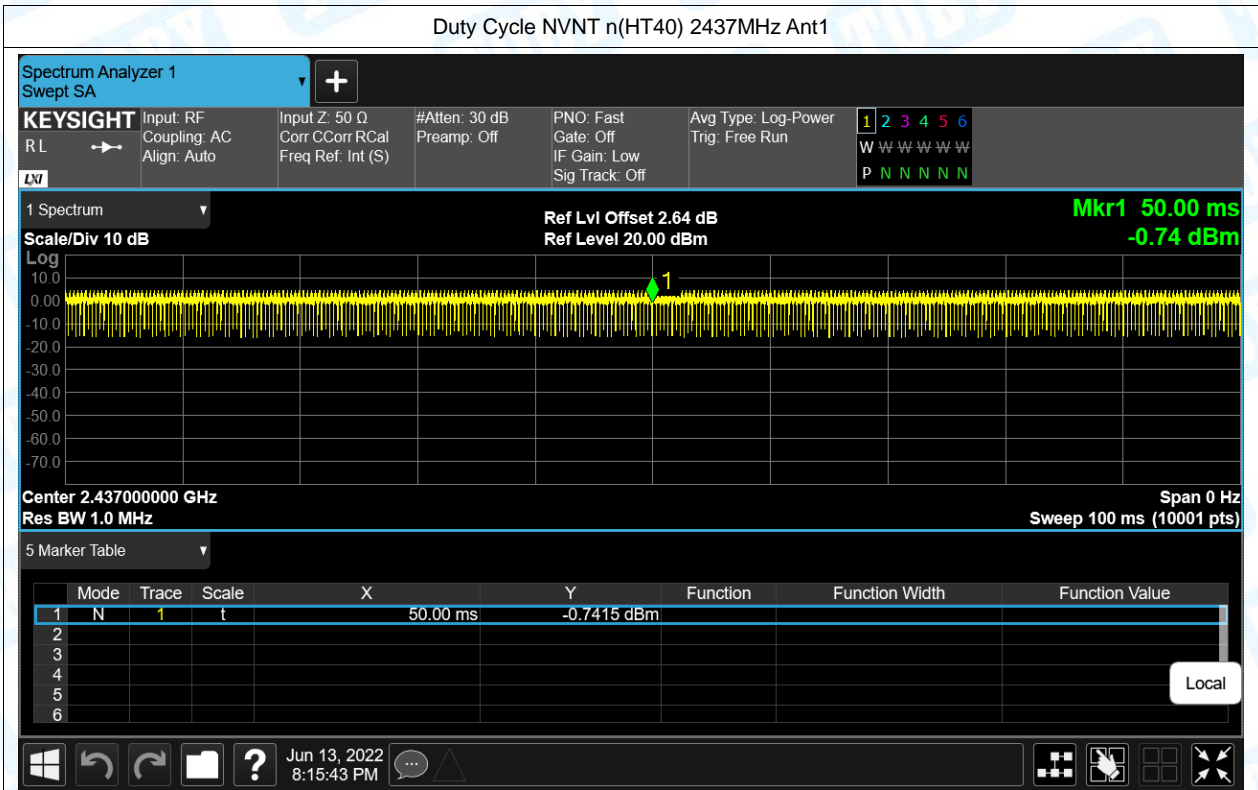 Duty Cycle NVNT n(HT40) 2437MHz Ant1
Spectrum Analyzer 1
Swept SA
KEYSIGHT
RL
LXI
Input: RF
Coupling: AC
Align: Auto
Input Z: 50 Ω
Corr CCorr RCal
Freq Ref: Int (S)
#Atten: 30 dB
Preamp: Off
PNO: Fast
Gate: Off
IF Gain: Low
Sig Track: Off
Avg Type: Log-Power
Trig: Free Run
1 2 3 4 5 6
W W W W W W
P N N N N N
1 Spectrum
Scale/Div 10 dB
Ref Lvl Offset 2.64 dB
Ref Level 20.00 dBm
Mkr1 50.00 ms
-0.74 dBm
Log
10.0
0.00
-10.0
-20.0
-30.0
-40.0
-50.0
-60.0
-70.0
1
Center 2.437000000 GHz
Res BW 1.0 MHz
Span 0 Hz
Sweep 100 ms (10001 pts)
5 Marker Table
Mode Trace Scale X Y Function Function Width Function Value
1 N 1 t 50.00 ms -0.7415 dBm
2
3
4
5
6
Local
?
Jun 13, 2022
8:15:43 PM